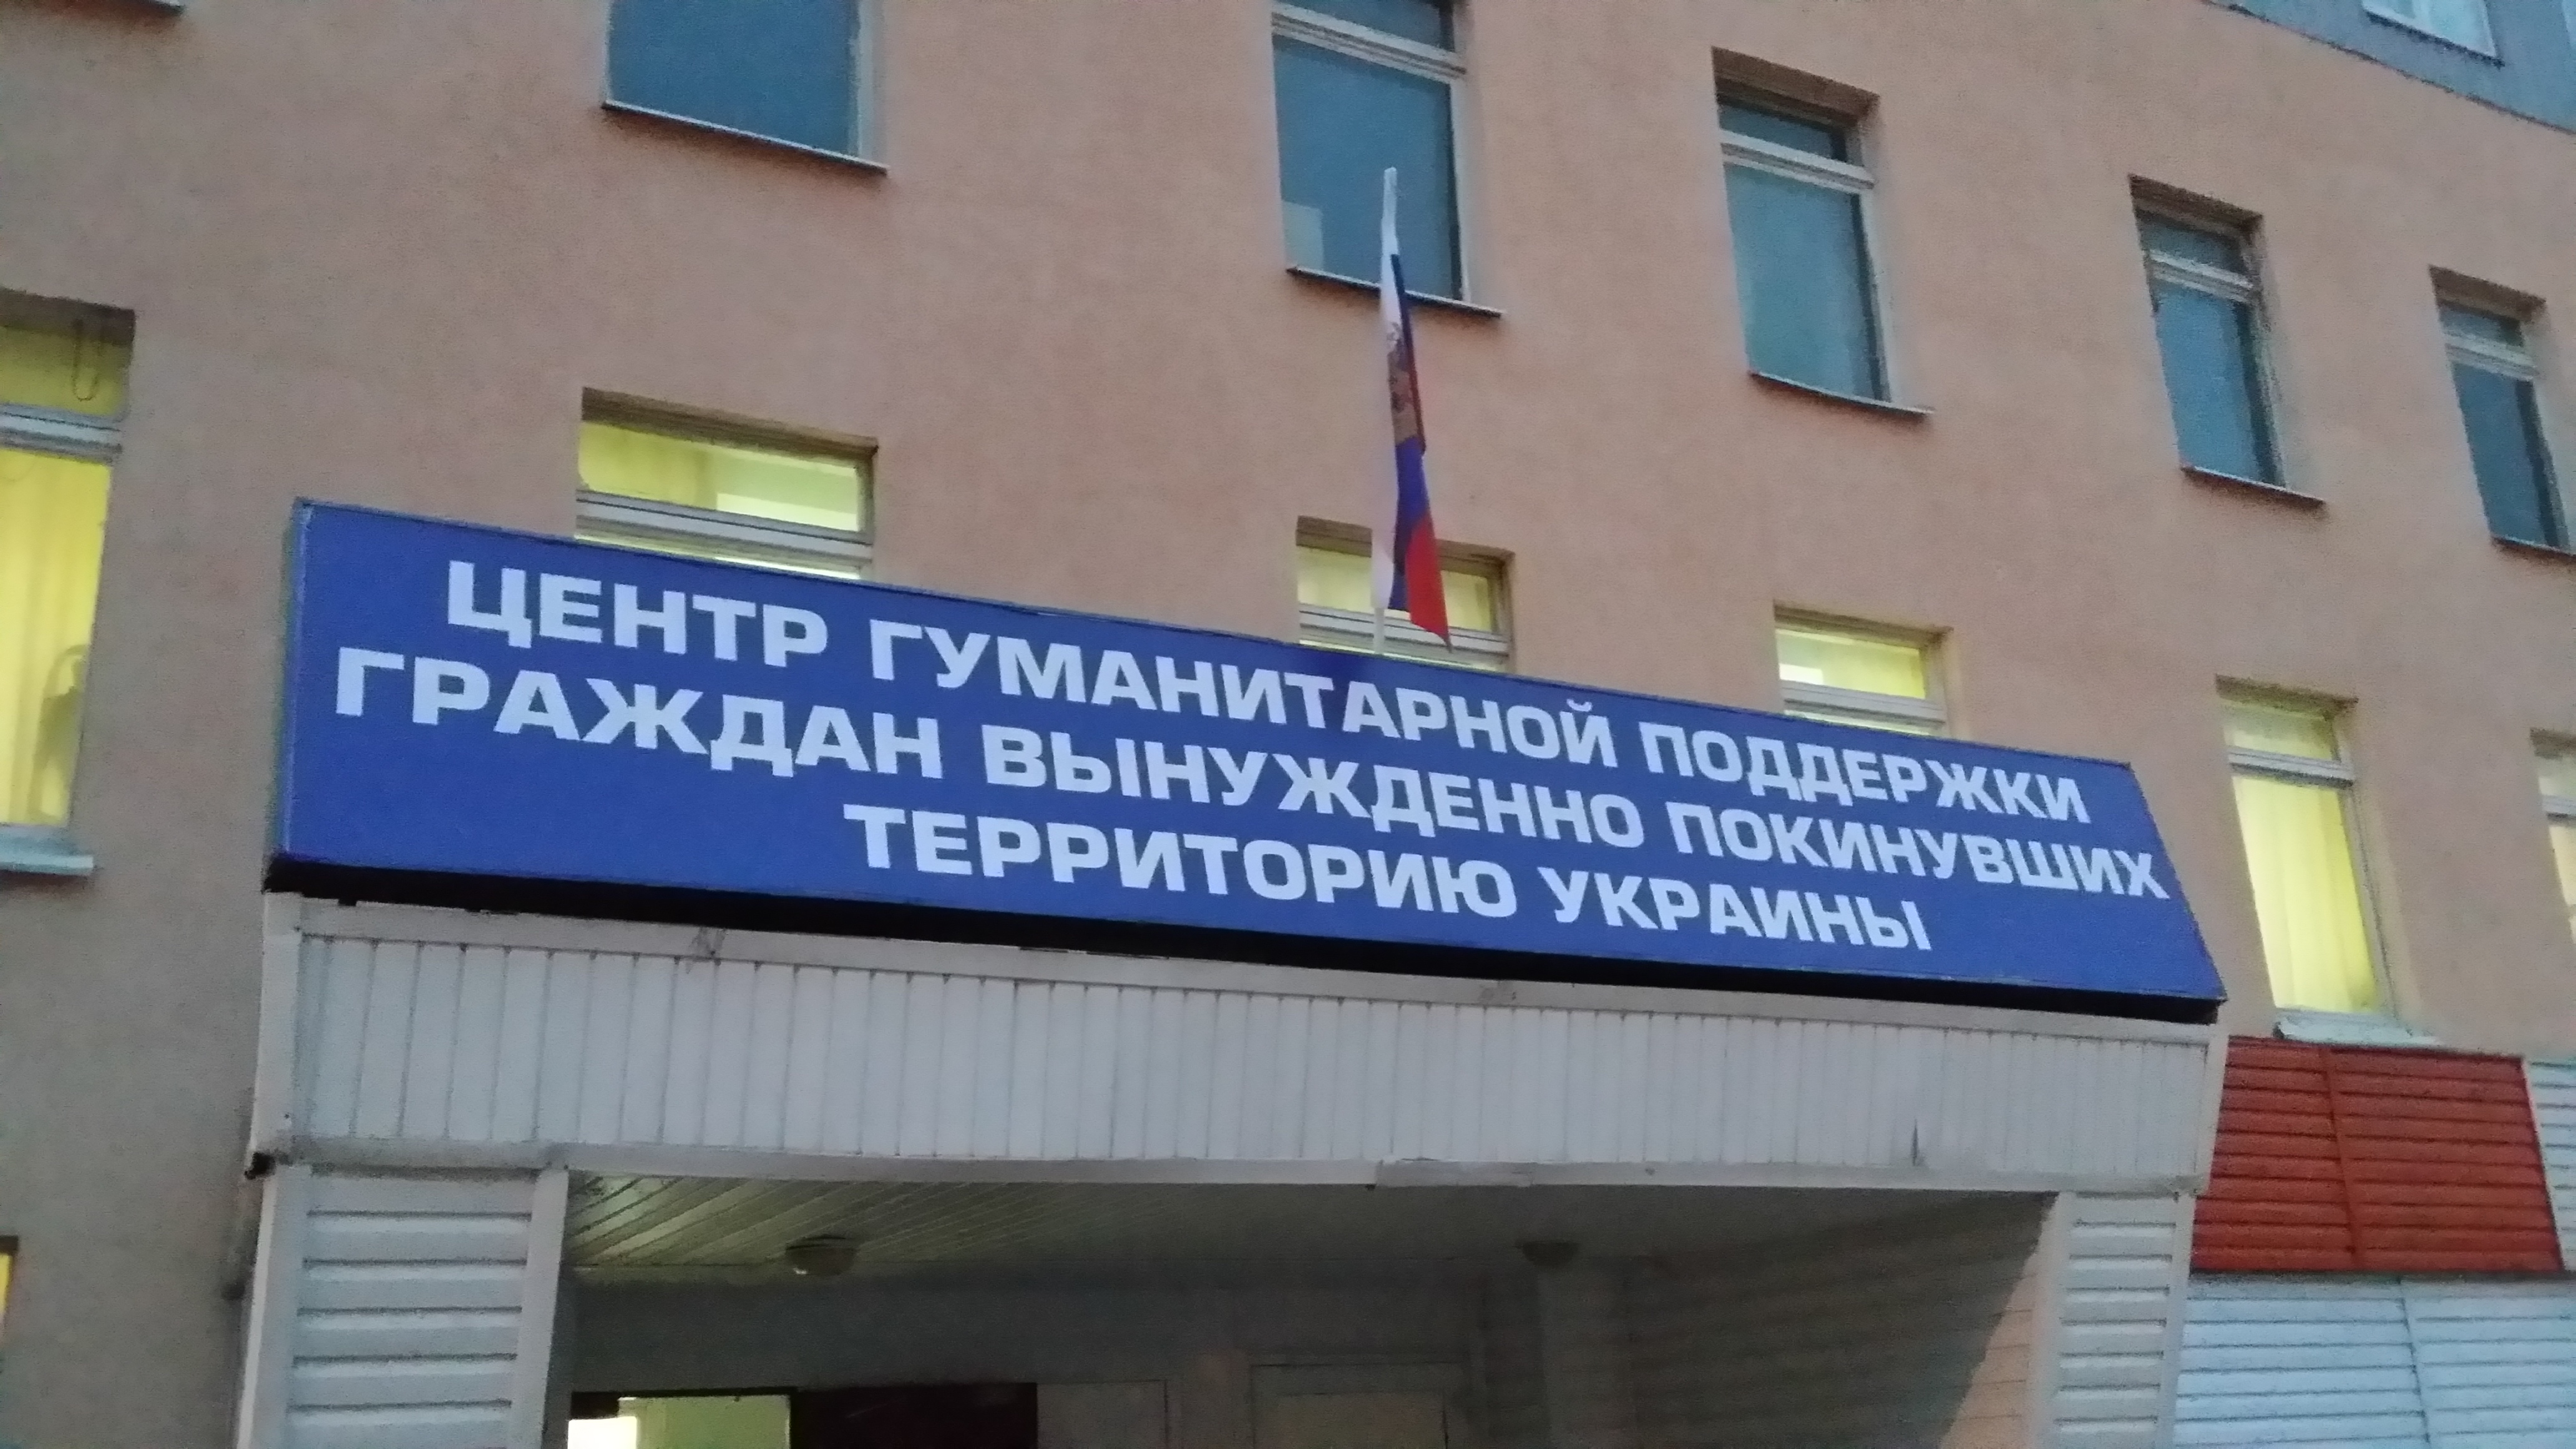 ЦЕНТР ГУМАНИТАРНОЙ ПОДДЕРЖКИ
ГРАЖДАН ВЫНУЖДЕННО ПОКИНУВШИХ
ТЕРРИТОРИЮ УКРАИНЫ